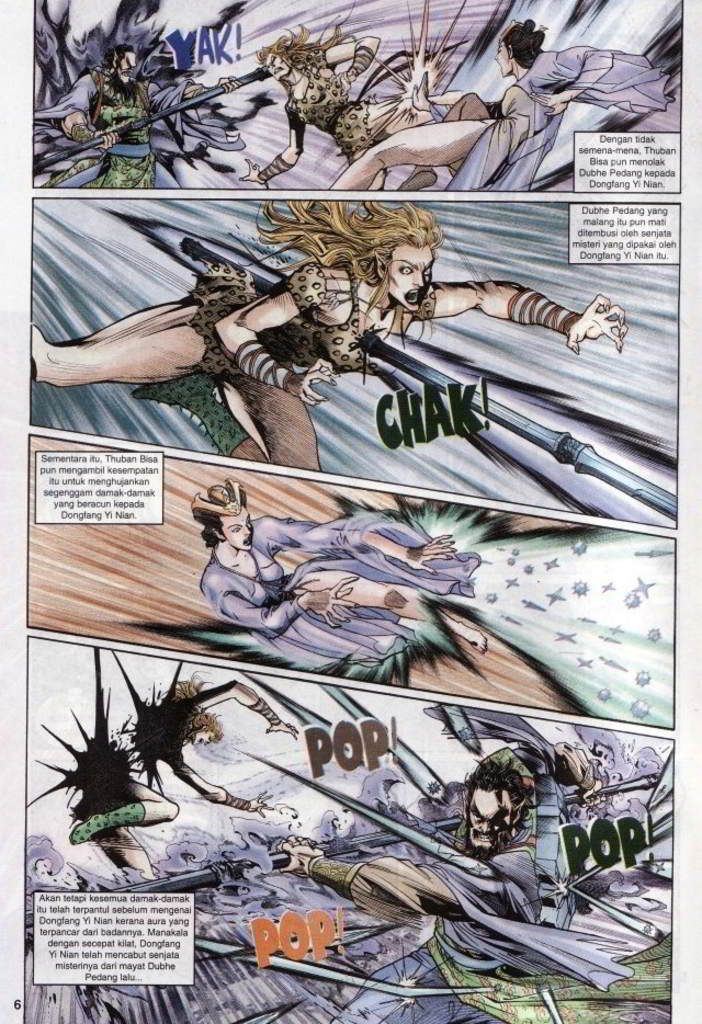 YAK!
Dengan tidak
semena-mena, Thuban
Bisa pun menolak
Dubhe Pedang kepada
Dongfang Yi Nian.
Dubhe Pedang yang
malang itu pun mati
ditembusi oleh senjata
misteri yang dipakai oleh
Dongfang Yi Nian itu.
CHAK!
Sementara itu, Thuban Bisa
pun mengambil kesempatan
itu untuk menghujankan
segenggam damak-damak
yang beracun kepada
Dongfang Yi Nian.
POP!
POP!
Akan tetapi kesemua damak-damak
itu telah terpantul sebelum mengenai
Dongfang Yi Nian kerana aura yang
terpancar dari badannya. Manakala
dengan secepat kilat, Dongfang
Yi Nian telah mencabut senjata
misterinya dari mayat Dubhe
Pedang lalu...
POP!
6